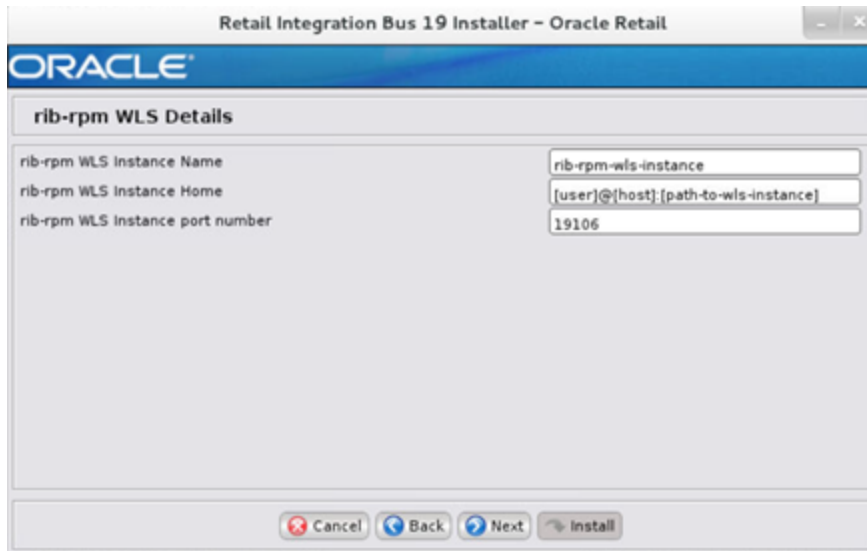 Retail Integration Bus 19 Installer – Oracle Retail
ORACLE®
rib-rpm WLS Details
rib-rpm WLS Instance Name rib-rpm-wls-instance
rib-rpm WLS Instance Home [user]@[host]:[path-to-wls-instance]
rib-rpm WLS Instance port number 19106
Cancel Back Next Install